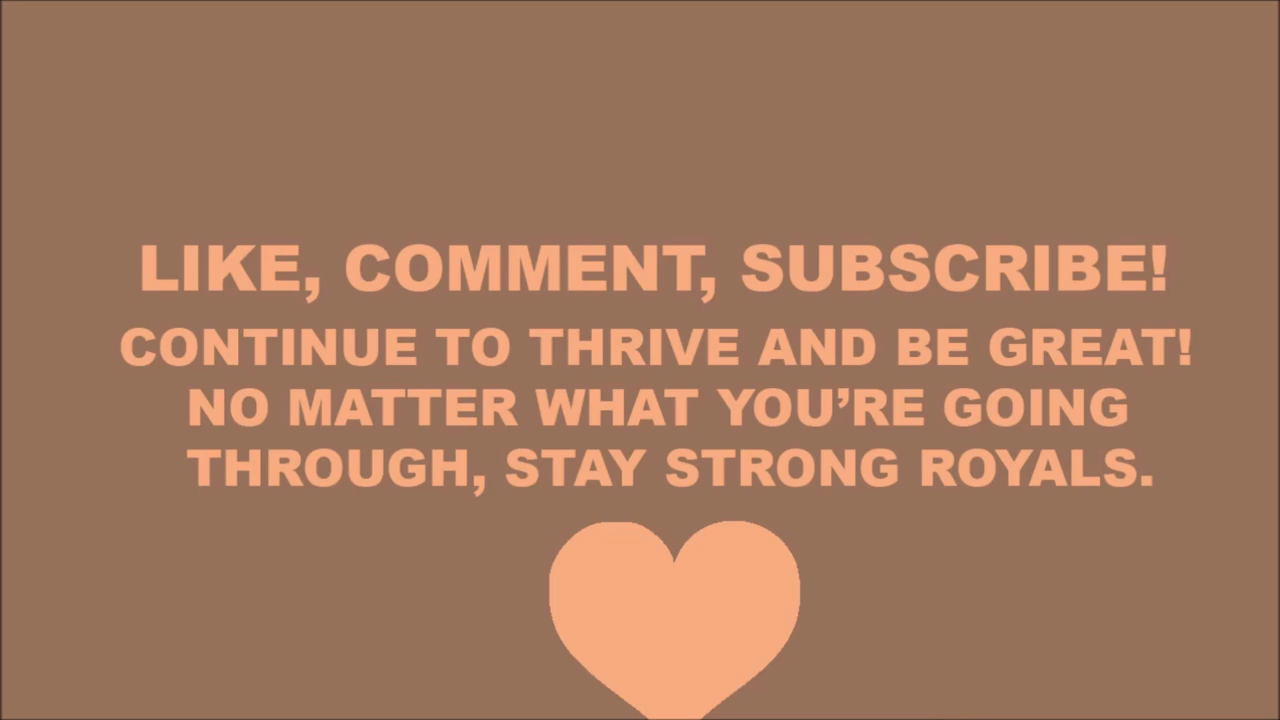 LIKE, COMMENT, SUBSCRIBE!
CONTINUE TO THRIVE AND BE GREAT!
NO MATTER WHAT YOU’RE GOING
THROUGH, STAY STRONG ROYALS.